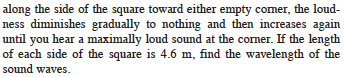 along the side of the square toward either empty corner, the loud-
ness diminishes gradually to nothing and then increases again
until you hear a maximally loud sound at the corner. If the length
of each side of the square is 4.6 m, find the wavelength of the
sound waves.